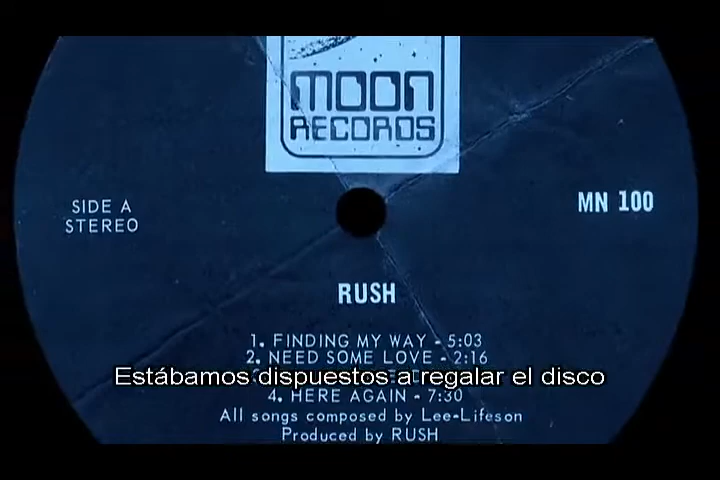 MOON
RECORDS
SIDE A
STEREO
MN 100
RUSH
1. FINDING MY WAY - 5:03
2. NEED SOME LOVE - 2:16
Estábamos dispuestos a regalar el disco
4. HERE AGAIN - 7:30
All songs composed by Lee-Lifeson
Produced by RUSH